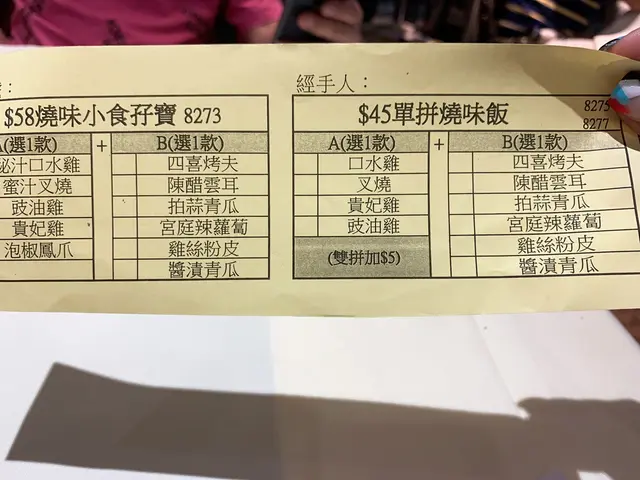 ：
經手人：
$58燒味小食孖寶 8273
A(選1款) + B(選1款)
秘汁口水雞 四喜烤夫
蜜汁叉燒 陳醋雲耳
豉油雞 拍蒜青瓜
貴妃雞 宮庭辣蘿蔔
泡椒鳳爪 雞絲粉皮
醬漬青瓜
$45單拼燒味飯 8275
8277
A(選1款) + B(選1款)
口水雞 四喜烤夫
叉燒 陳醋雲耳
貴妃雞 拍蒜青瓜
豉油雞 宮庭辣蘿蔔
(雙拼加$5) 雞絲粉皮
醬漬青瓜